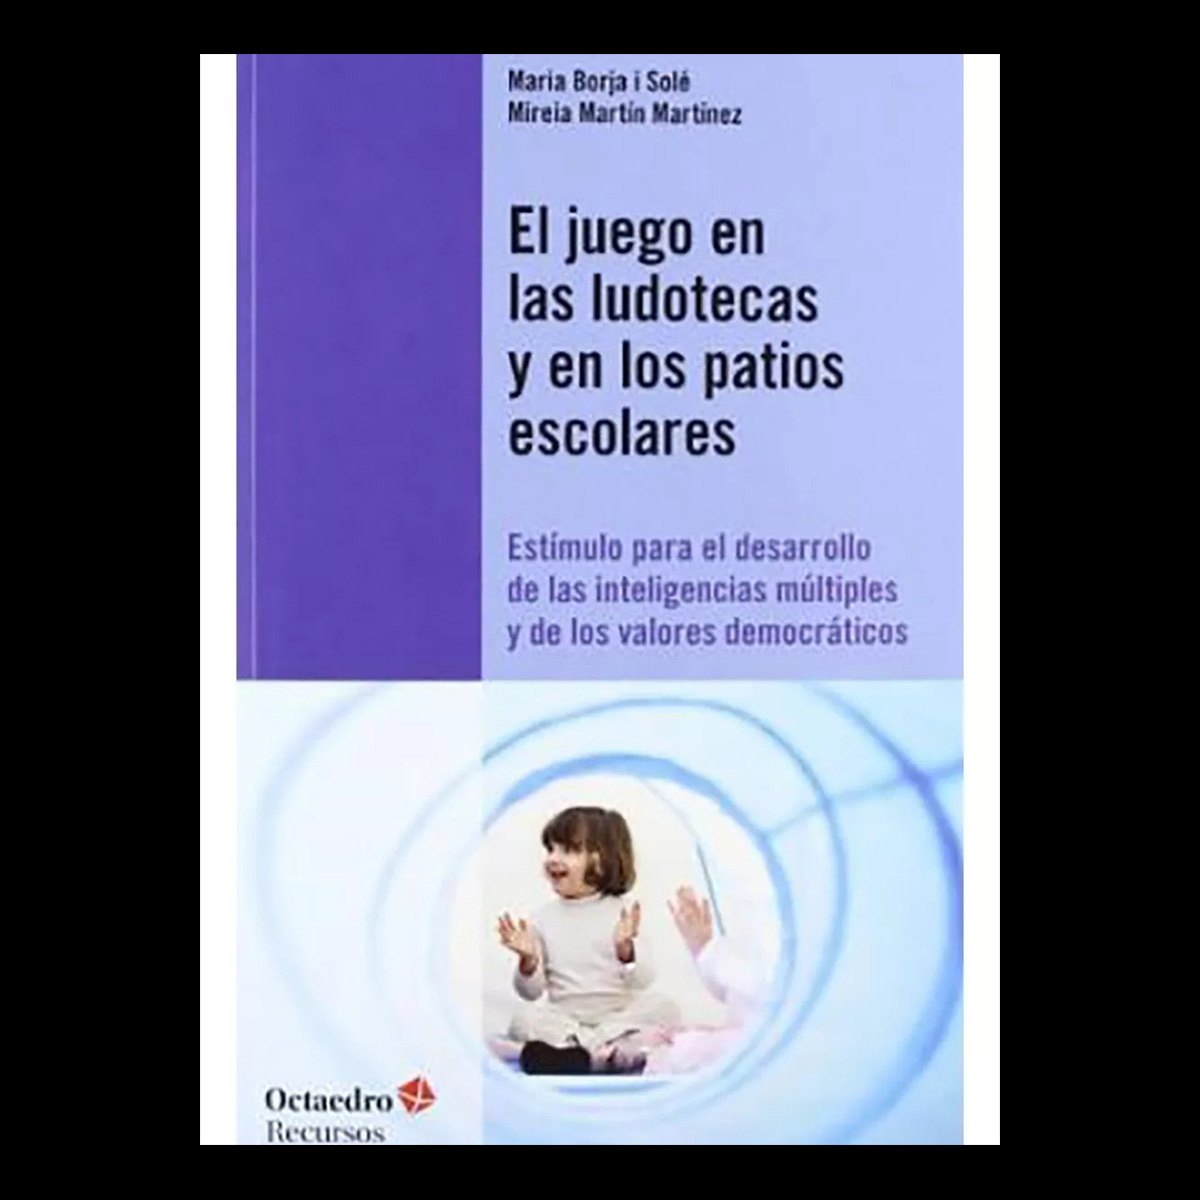 Maria Borja i Solé
Mireia Martín Martínez
El juego en
las ludotecas
y en los patios
escolares
Estímulo para el desarrollo
de las inteligencias múltiples
y de los valores democráticos
Octaedro
Recursos